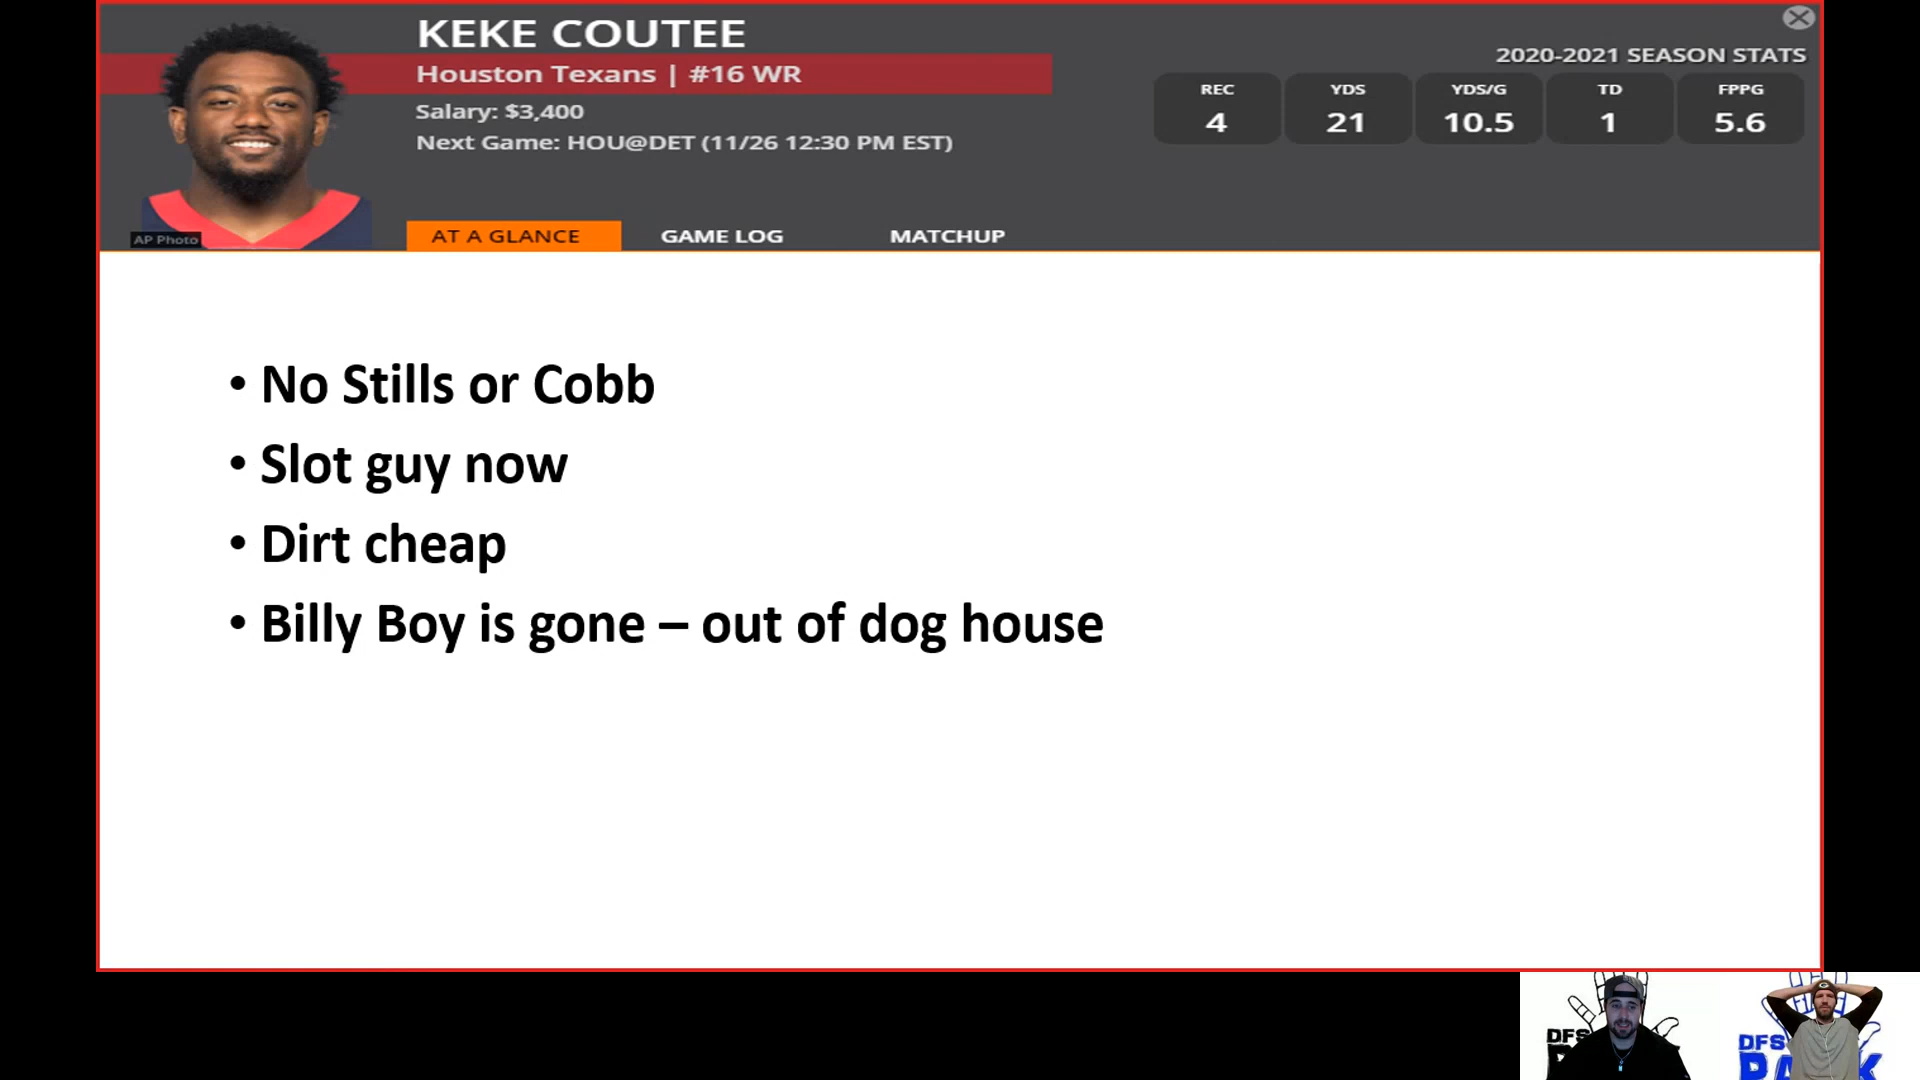 KEKE COUTEE
Houston Texans | #16 WR
Salary: $3,400
Next Game: HOU@DET (11/26 12:30 PM EST)
2020-2021 SEASON STATS
REC YDS YDS/G TD FPPG
4 21 10.5 1 5.6
AP Photo
AT A GLANCE GAME LOG MATCHUP
• No Stills or Cobb
• Slot guy now
• Dirt cheap
• Billy Boy is gone – out of dog house
DFS
DFS
G